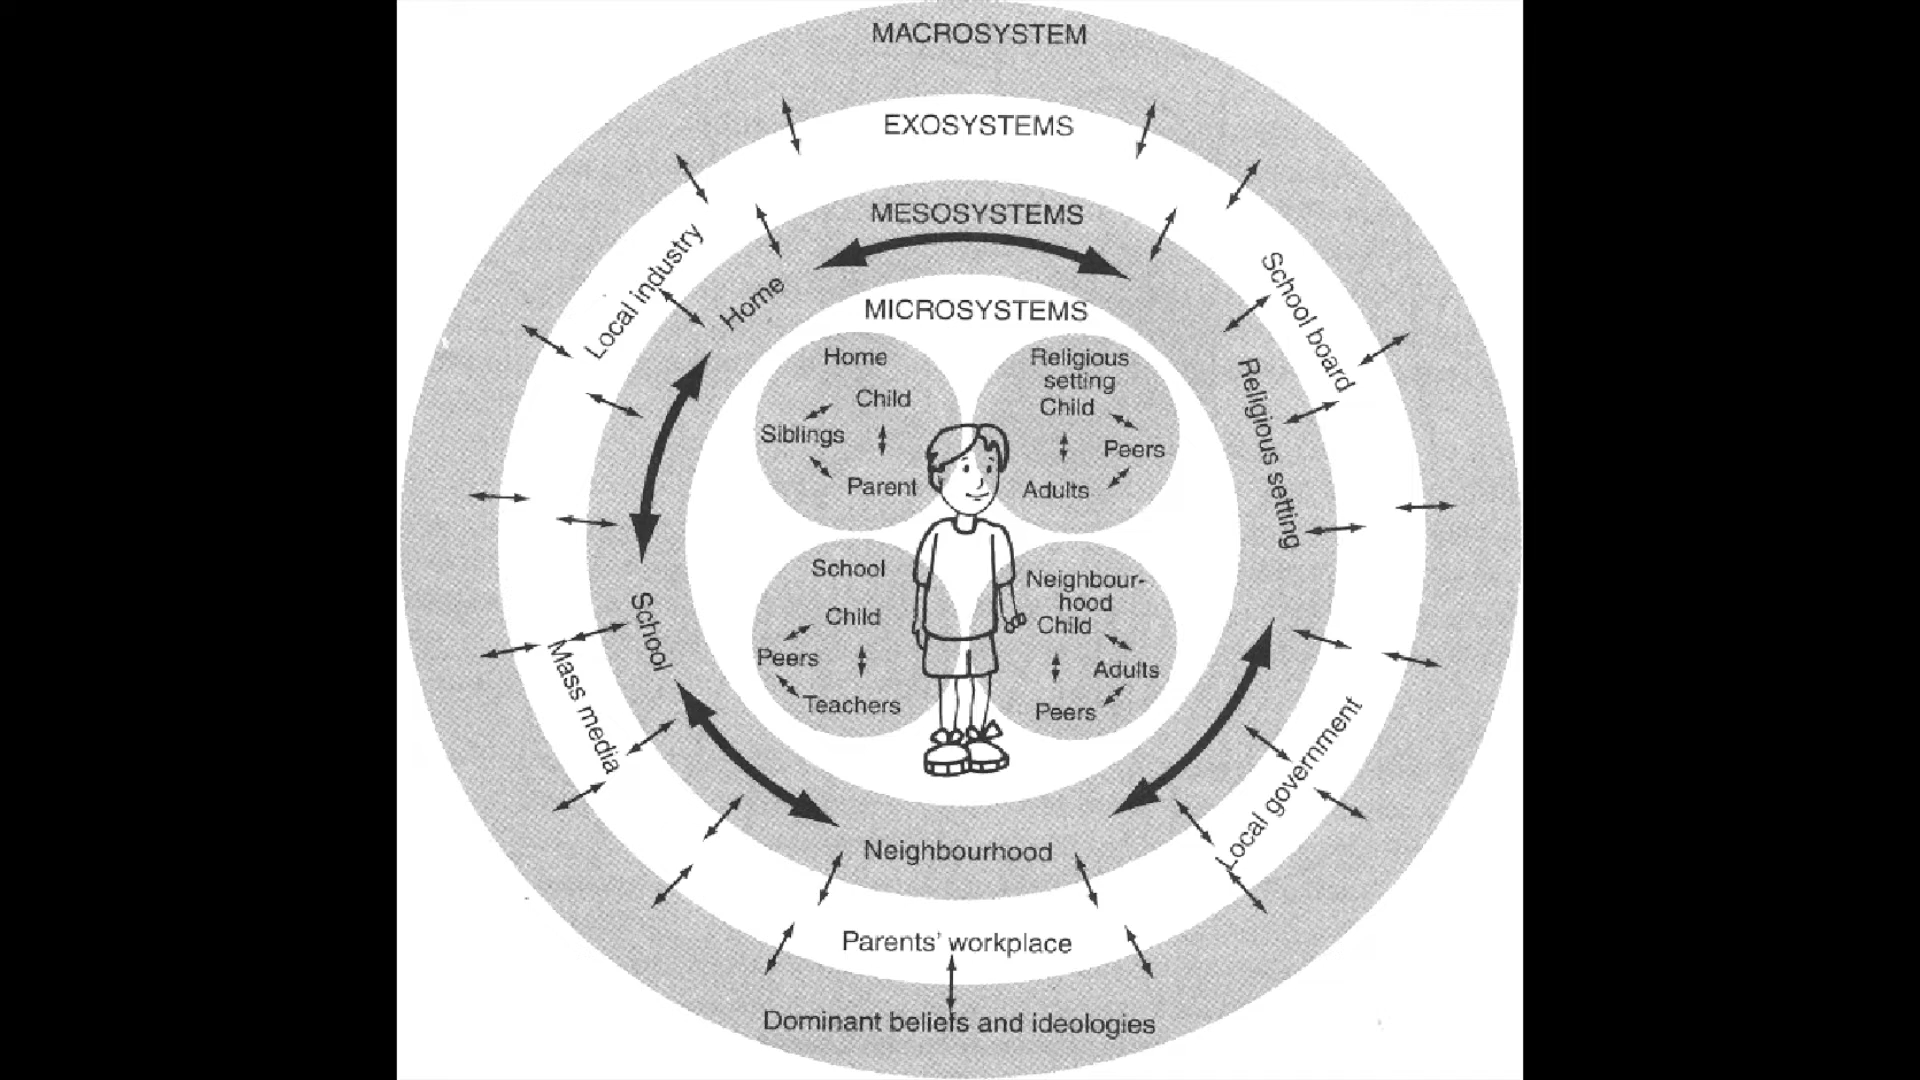 MACROSYSTEM
EXOSYSTEMS
MESOSYSTEMS
MICROSYSTEMS
Home
Child
Siblings
Parent
Religious
setting
Child
Peers
Adults
School
Child
Peers
Teachers
Neighbour-
hood
Child
Adults
Peers
Home
Religious setting
School
Neighbourhood
Local industry
School board
Mass media
Local government
Parents' workplace
Dominant beliefs and ideologies